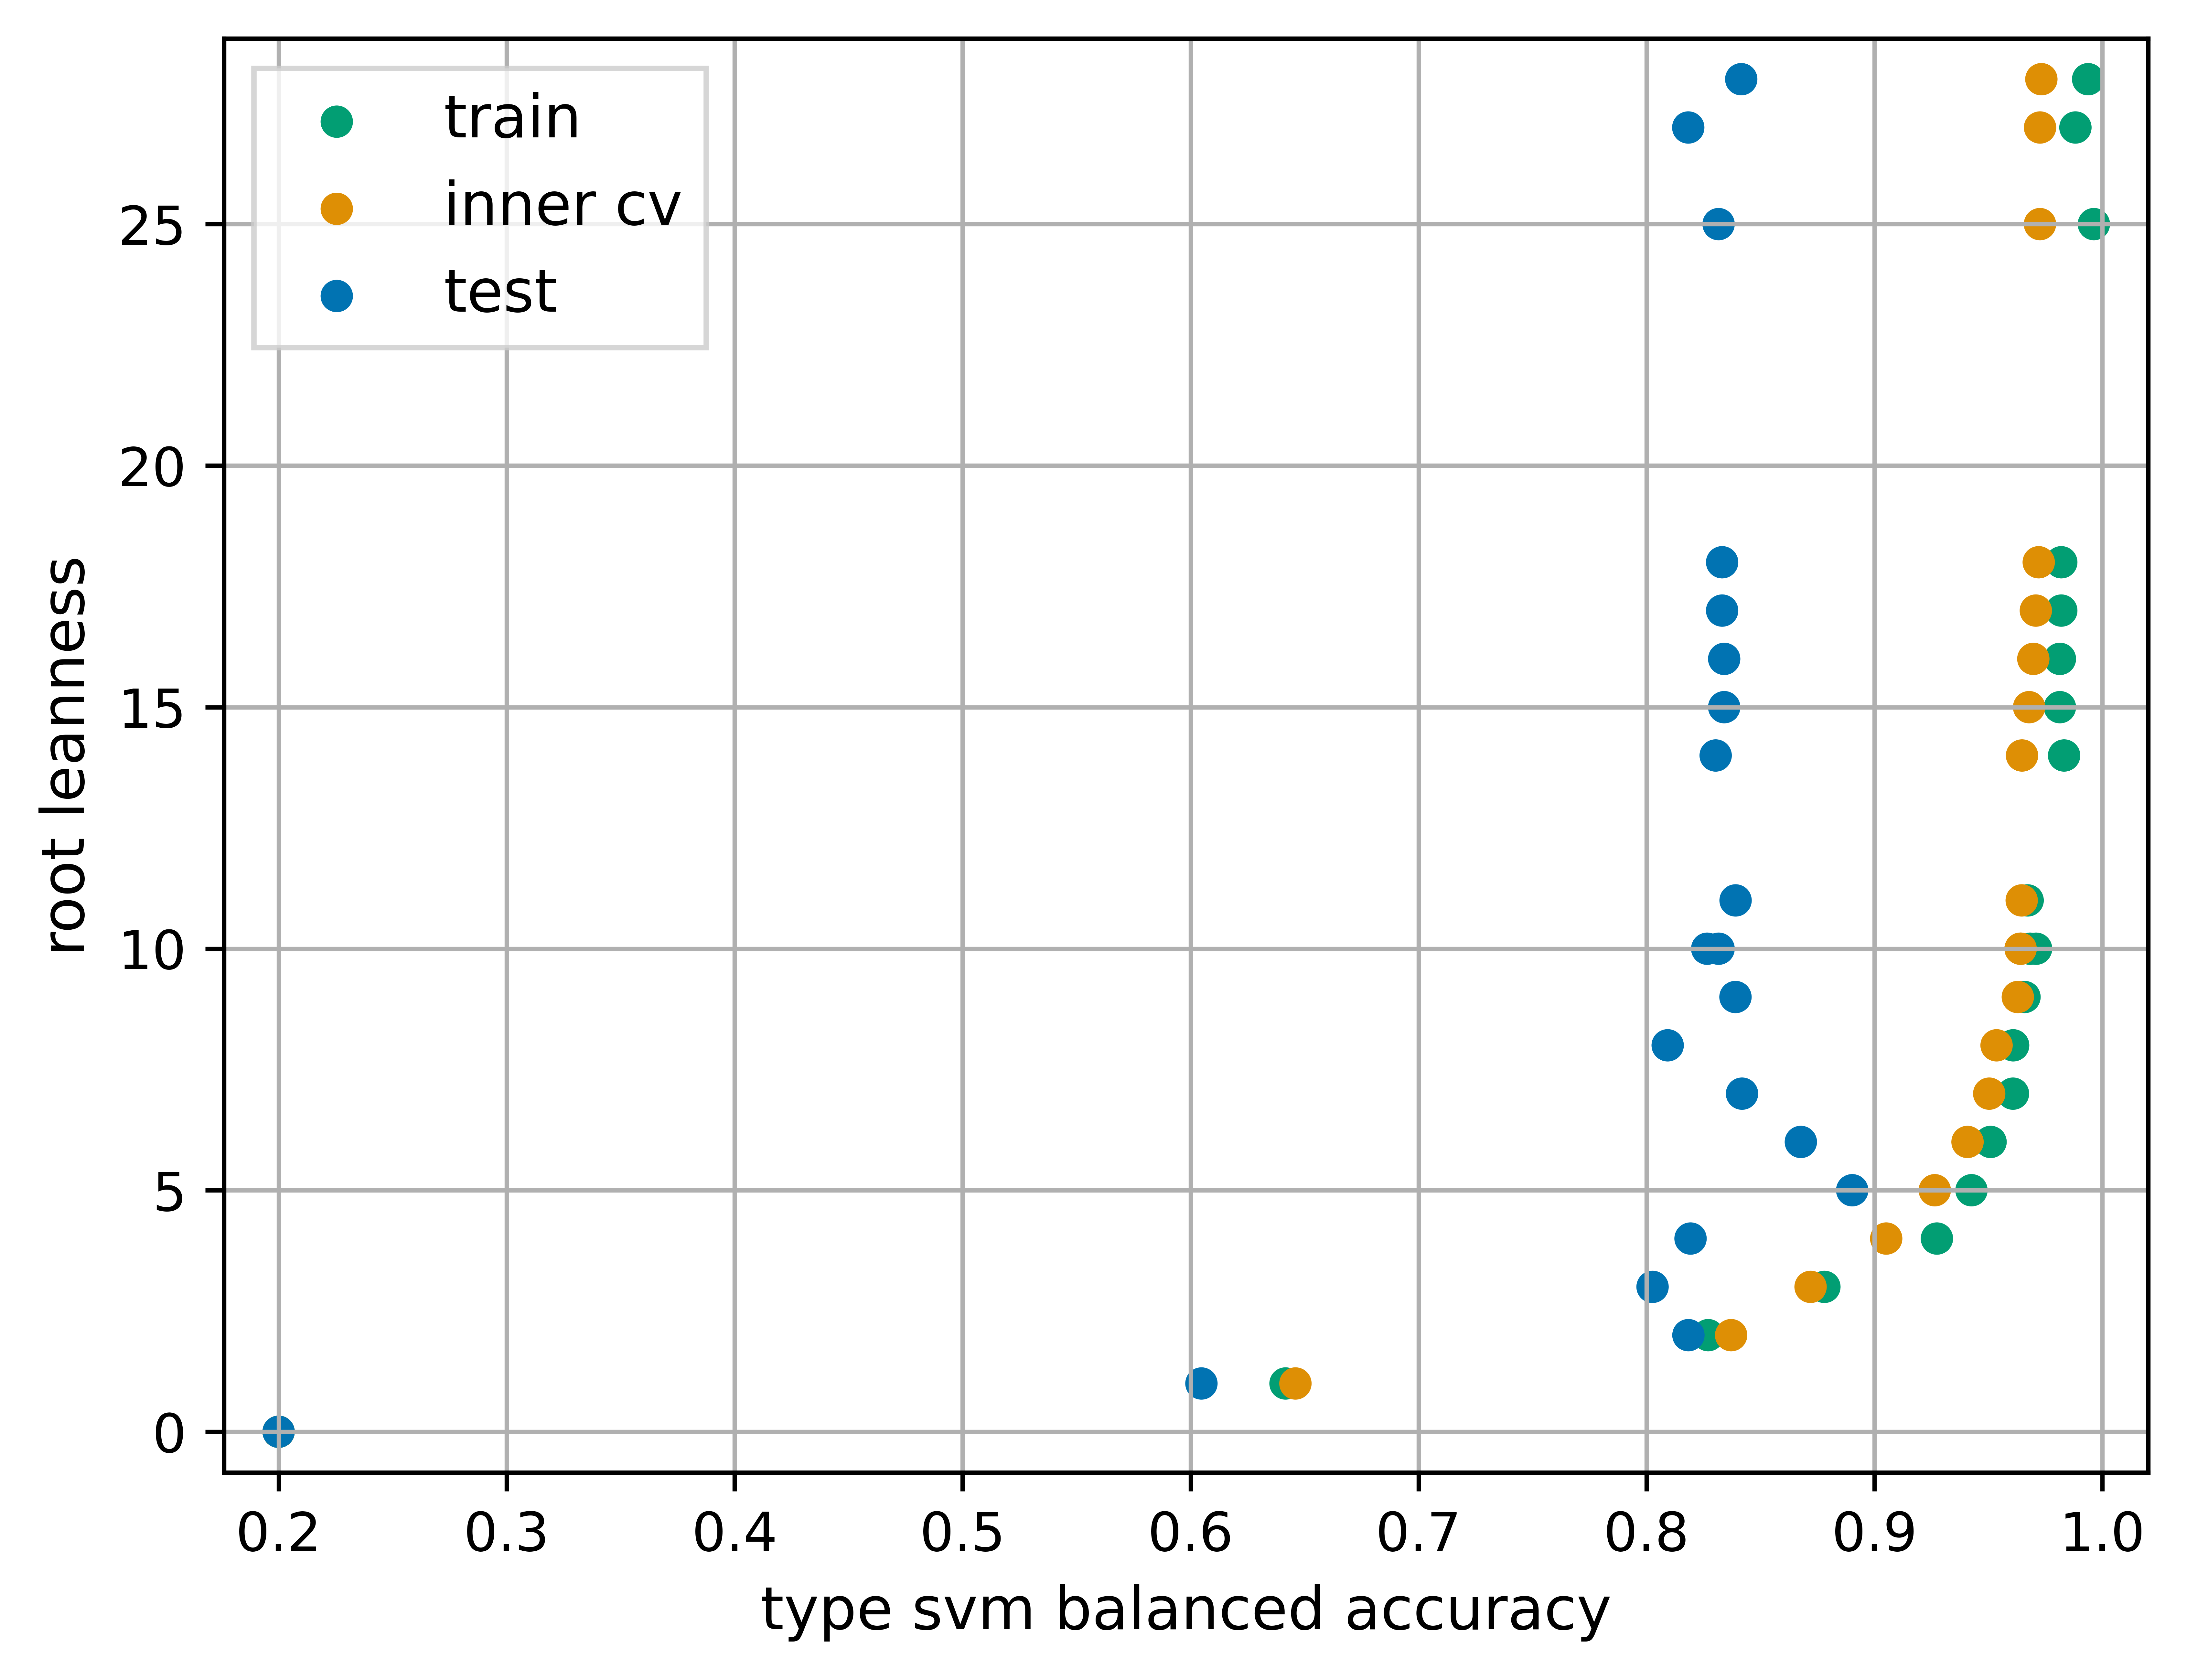 train
inner cv
test
25
20
15
10
5
0
root leanness
0.2 0.3 0.4 0.5 0.6 0.7 0.8 0.9 1.0
type svm balanced accuracy